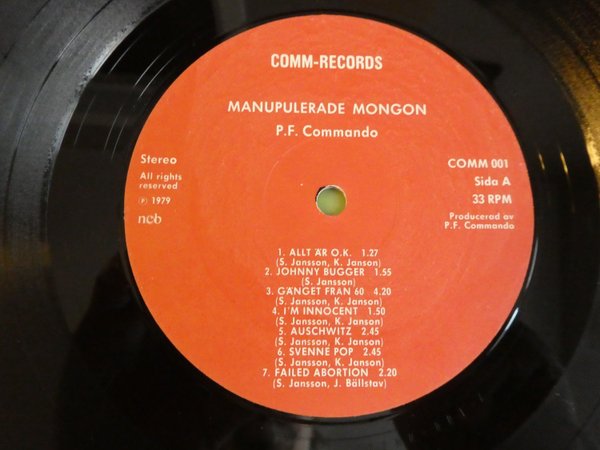 COMM-RECORDS
MANUPULERADE MONGON
P.F. Commando
Stereo
All rights
reserved
Ⓟ 1979
ncb
COMM 001
Sida A
33 RPM
Producerad av
P.F. Commando
1. ALLT ÄR O.K. 1.27
(S. Jansson, K. Janson)
2. JOHNNY BUGGER 1.55
(S. Jansson)
3. GÄNGET FRAN 60 4.20
(S. Jansson, K. Janson)
4. I'M INNOCENT 1.50
(S. Jansson, K. Janson)
5. AUSCHWITZ 2.45
(S. Jansson, K. Janson)
6. SVENNE POP 2.45
(S. Jansson, K. Janson)
7. FAILED ABORTION 2.20
(S. Jansson, J. Bällstav)